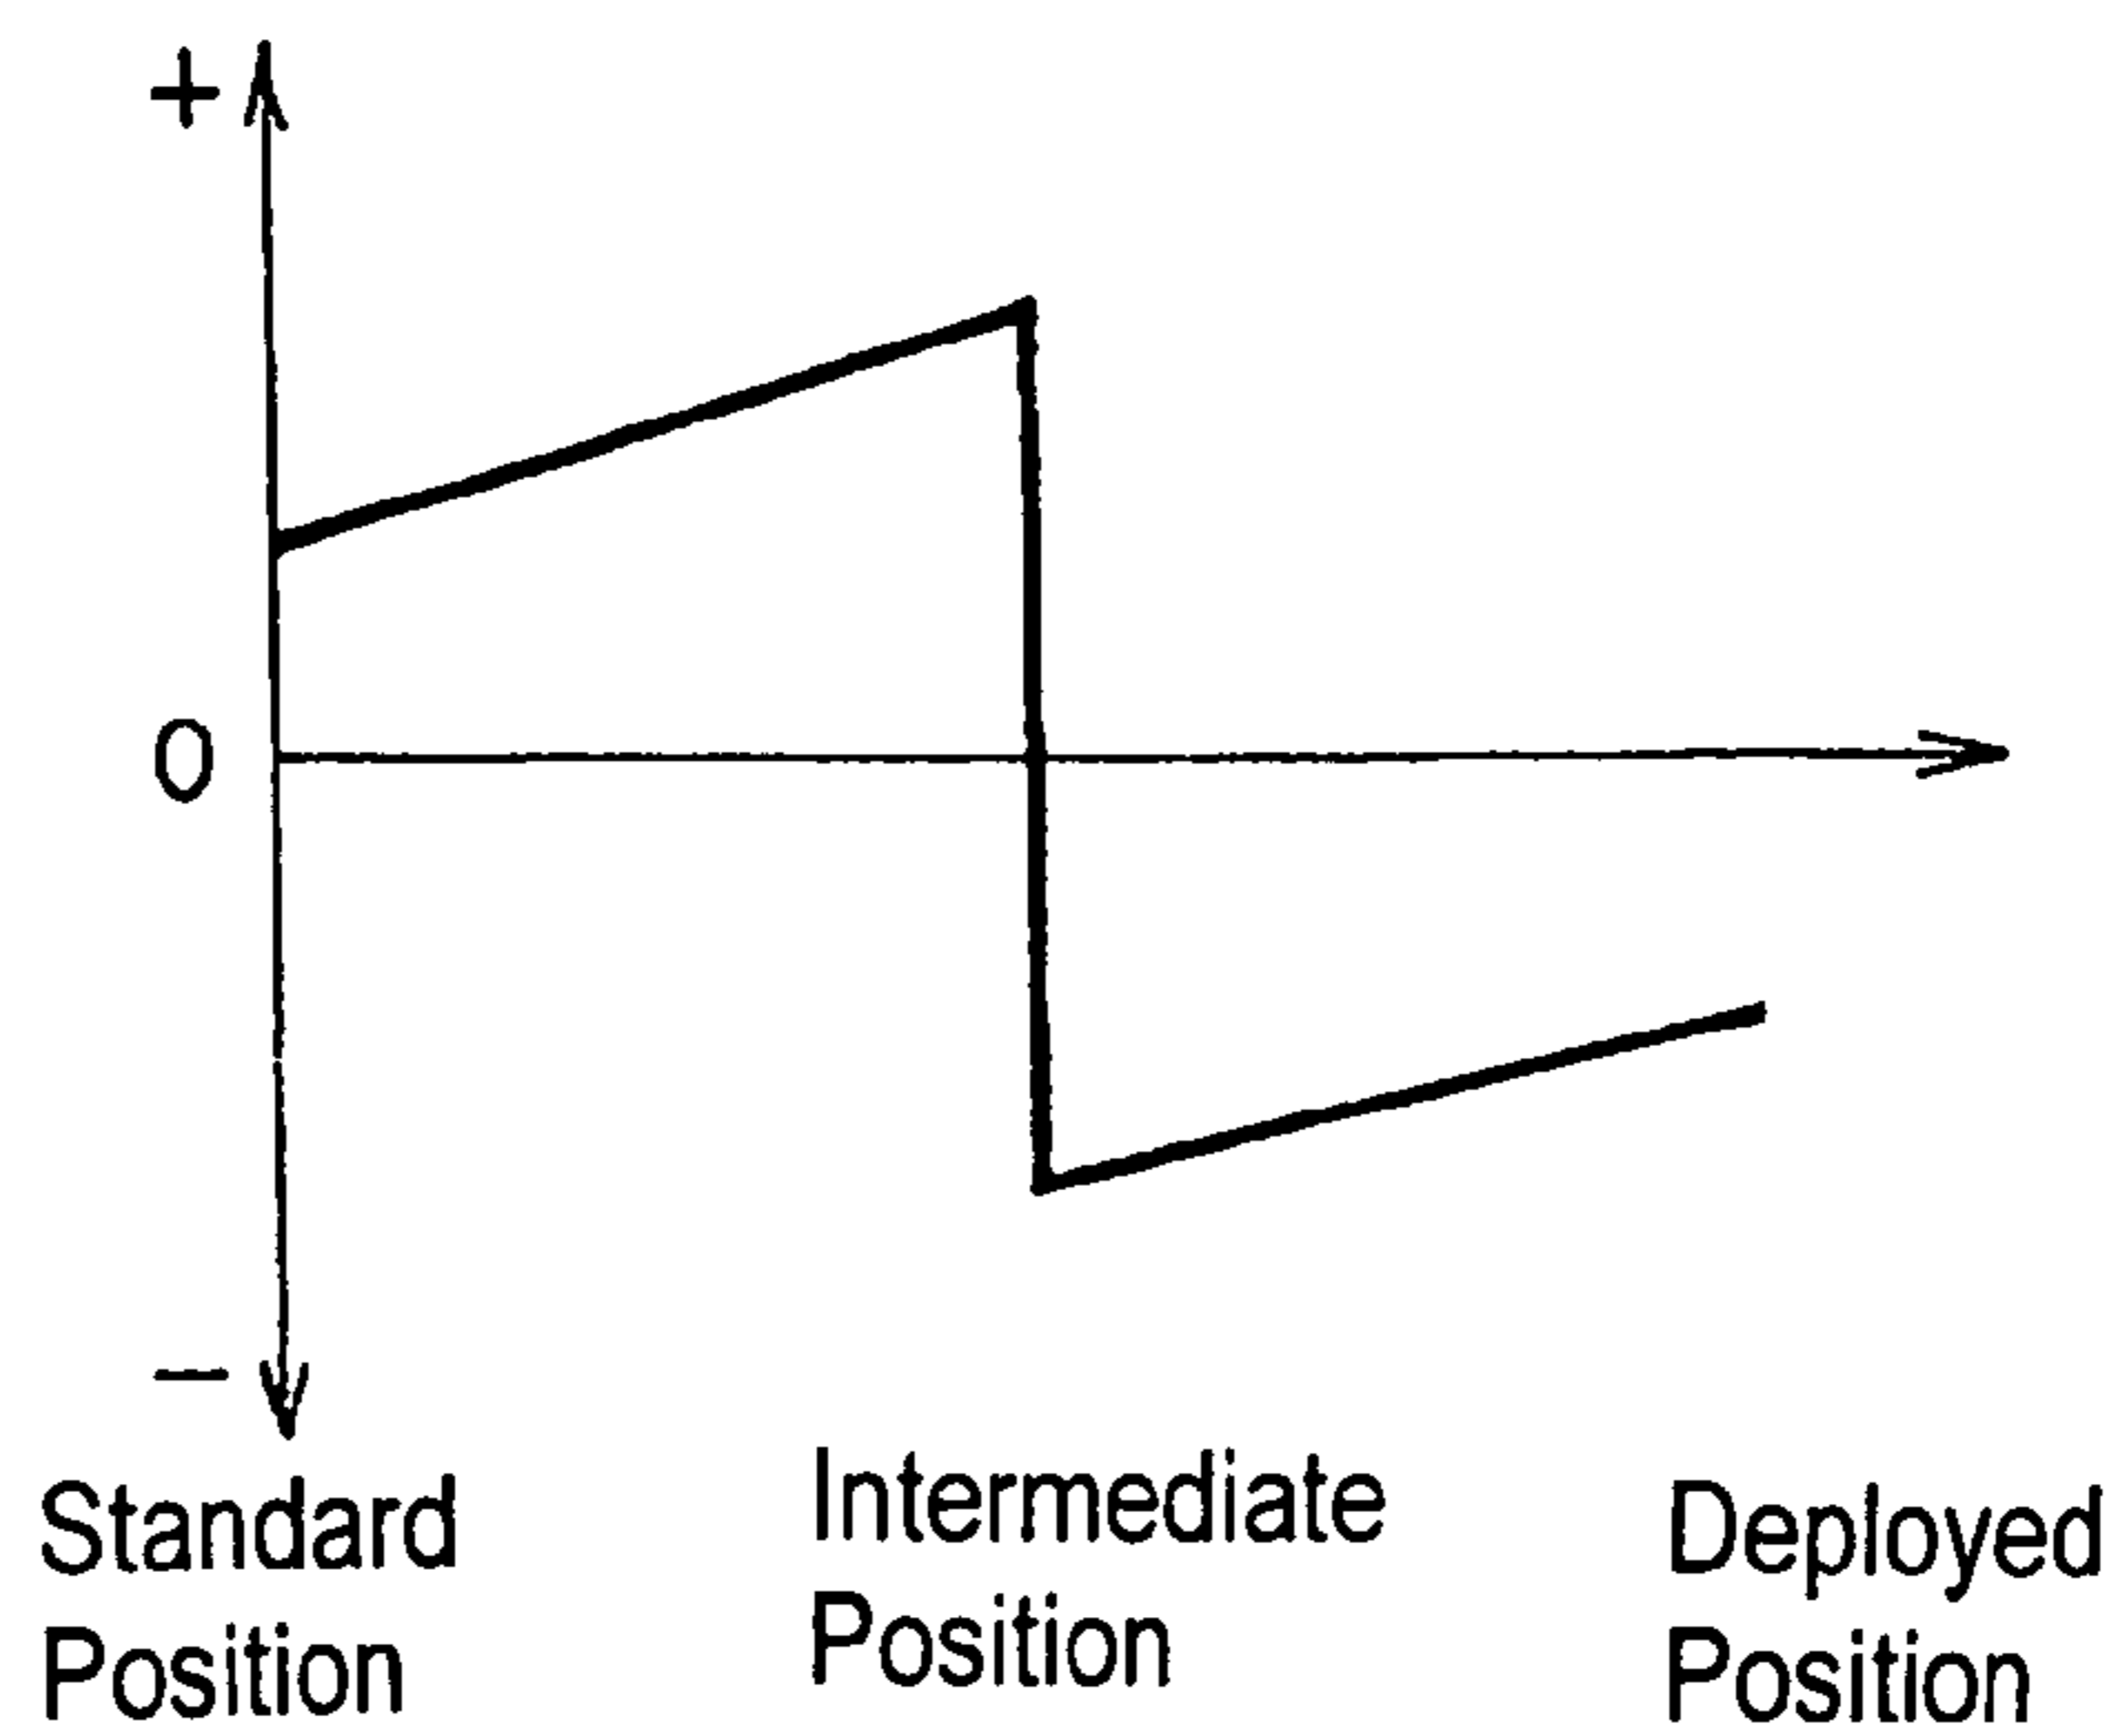 +
0
−
Standard
Position
Intermediate
Position
Deployed
Position